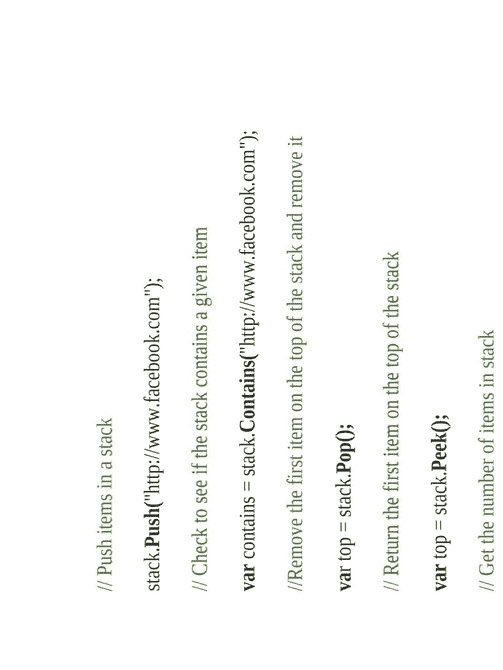 // Push items in a stack
stack.Push("http://www.facebook.com");
// Check to see if the stack contains a given item
var contains = stack.Contains("http://www.facebook.com");
//Remove the first item on the top of the stack and remove it
var top = stack.Pop();
// Return the first item on the top of the stack
var top = stack.Peek();
// Get the number of items in stack